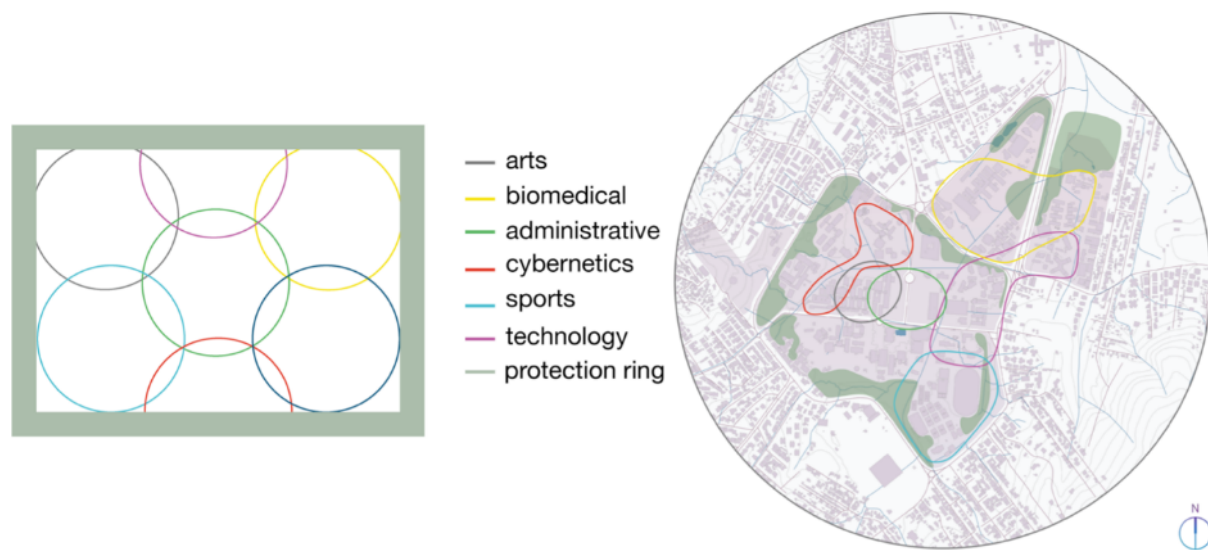 arts
biomedical
administrative
cybernetics
sports
technology
protection ring
N